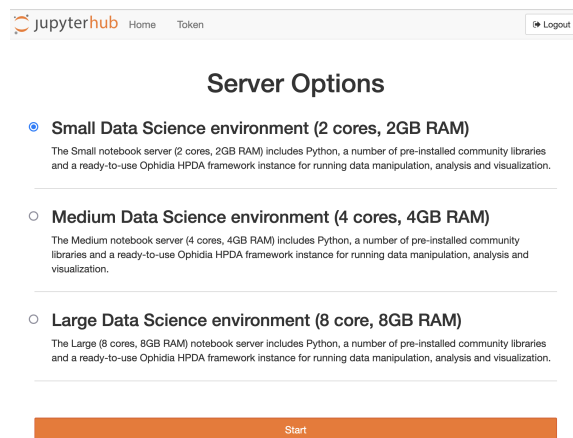 jupyterhub Home Token Logout
Server Options
Small Data Science environment (2 cores, 2GB RAM)
The Small notebook server (2 cores, 2GB RAM) includes Python, a number of pre-installed community libraries
and a ready-to-use Ophidia HPDA framework instance for running data manipulation, analysis and visualization.
Medium Data Science environment (4 cores, 4GB RAM)
The Medium notebook server (4 cores, 4GB RAM) includes Python, a number of pre-installed community
libraries and a ready-to-use Ophidia HPDA framework instance for running data manipulation, analysis and
visualization.
Large Data Science environment (8 core, 8GB RAM)
The Large (8 cores, 8GB RAM) notebook server includes Python, a number of pre-installed community libraries
and a ready-to-use Ophidia HPDA framework instance for running data manipulation, analysis and visualization.
Start